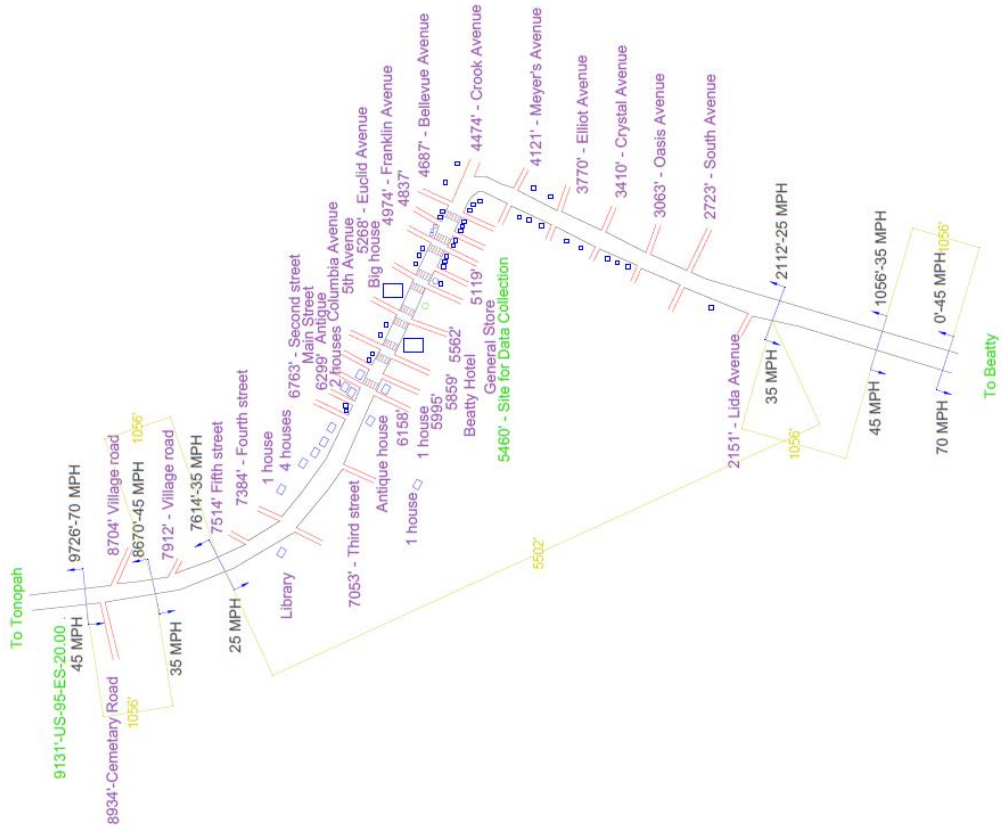 To Tonopah
9726'-70 MPH
9131'-US-95-ES-20.00
45 MPH
8934'-Cemetary Road
8704' Village road
1056'
8670'-45 MPH
1056'
35 MPH
7912' - Village road
7614'-35 MPH
7514' Fifth street
25 MPH
7384' - Fourth street
1 house
4 houses
Library
7053' - Third street
6763' - Second street
Main Street
6299' Antique
2 houses Columbia Avenue
5th Avenue
5268' - Euclid Avenue
Big house
4974' - Franklin Avenue
4837'
4687' - Bellevue Avenue
4474' - Crook Avenue
Antique house
6158'
1 house
1 house
5995'
5859'
Beatty Hotel
5562'
General Store
5119'
5460' - Site for Data Collection
4121' - Meyer's Avenue
3770' - Elliot Avenue
3410' - Crystal Avenue
3063' - Oasis Avenue
2723' - South Avenue
5502'
2151' - Lida Avenue
2112'-25 MPH
35 MPH
1056'
1056'-35 MPH
45 MPH
1056'
0'-45 MPH
70 MPH
To Beatty